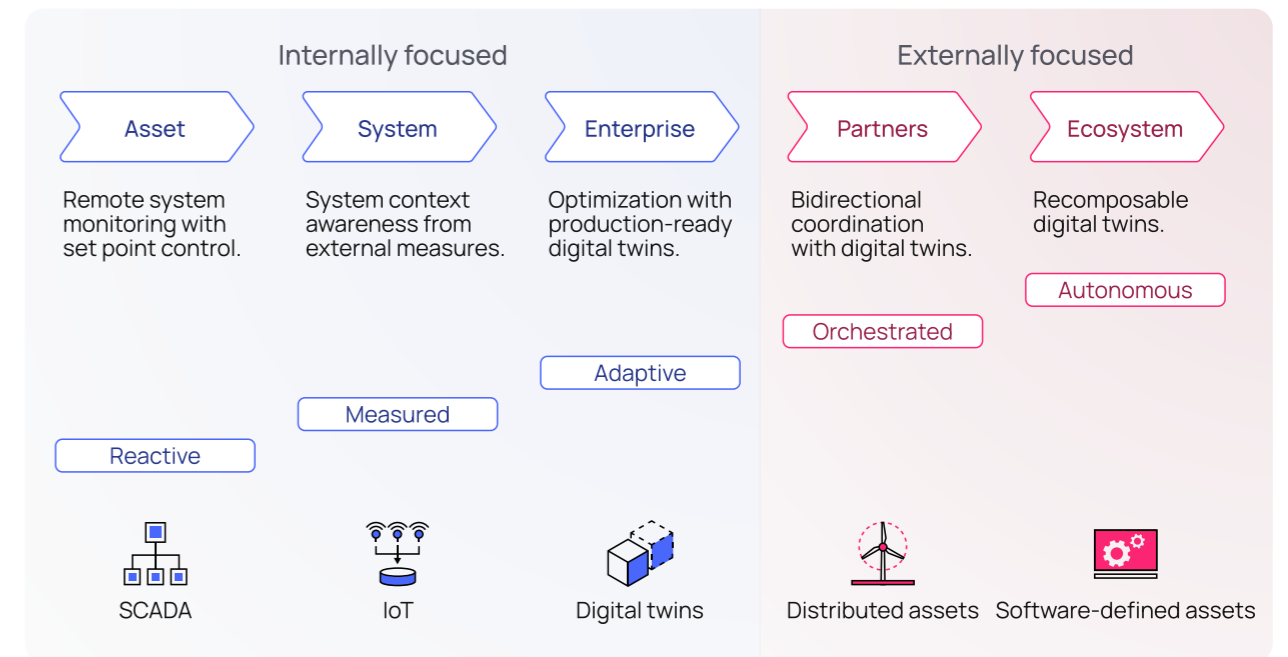 Internally focused
Externally focused
Asset
System
Enterprise
Partners
Ecosystem
Remote system
monitoring with
set point control.
System context
awareness from
external measures.
Optimization with
production-ready
digital twins.
Bidirectional
coordination
with digital twins.
Recomposable
digital twins.
Autonomous
Orchestrated
Adaptive
Measured
Reactive
SCADA
IoT
Digital twins
Distributed assets
Software-defined assets